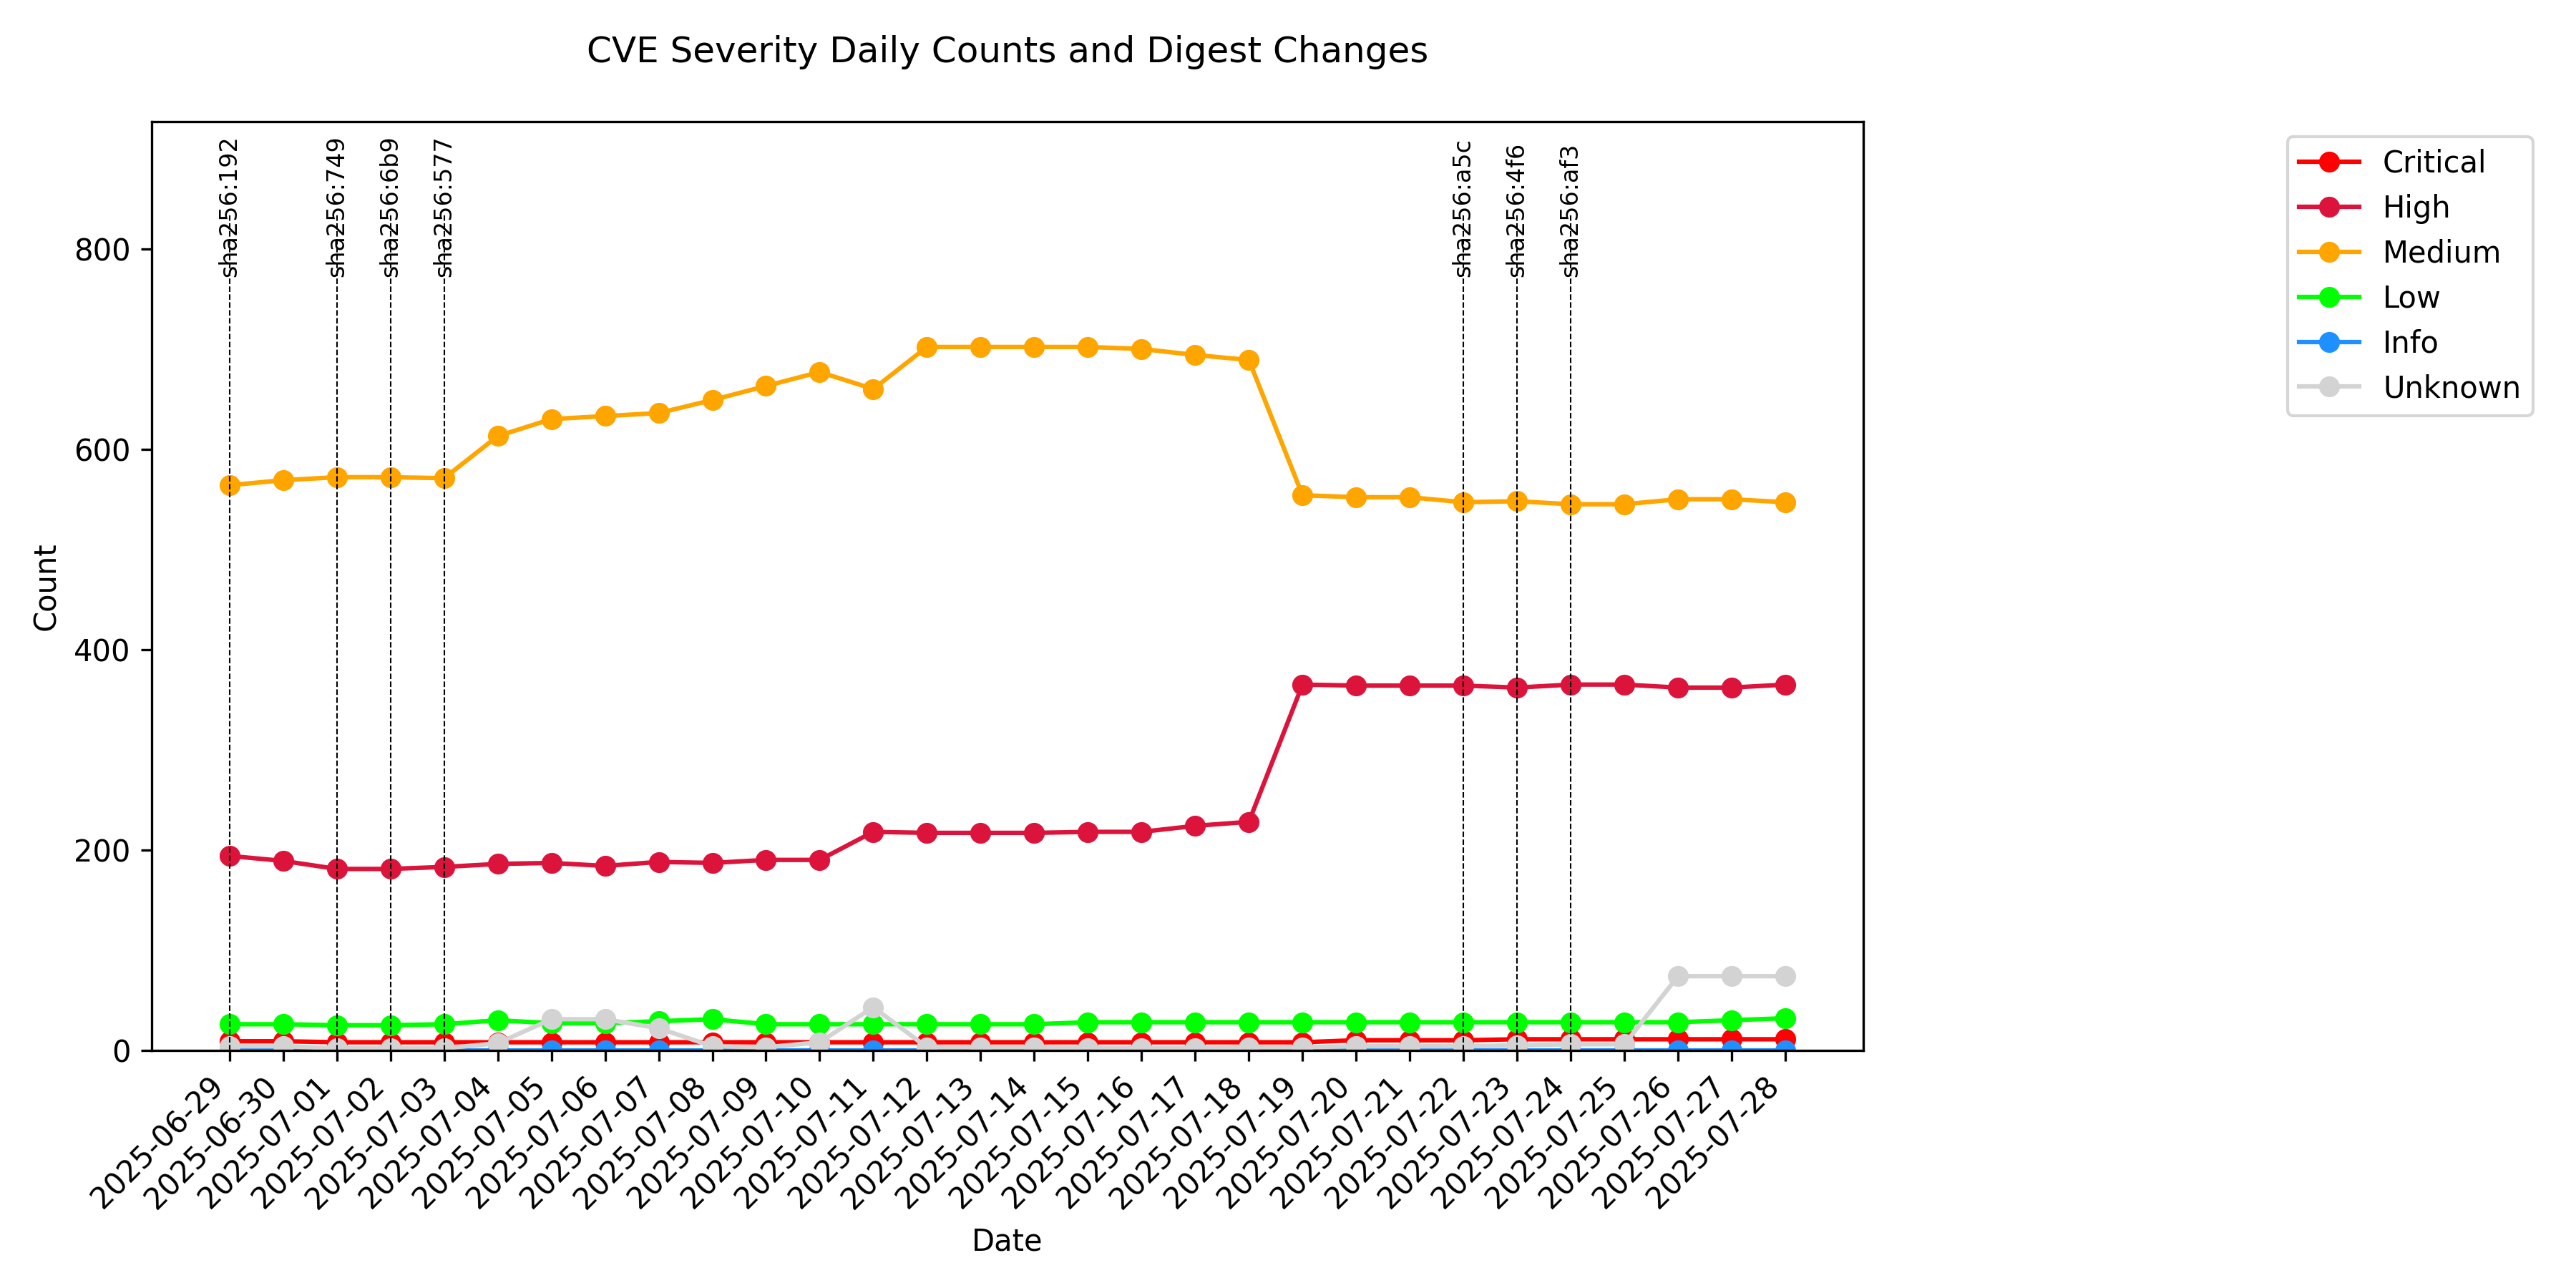 CVE Severity Daily Counts and Digest Changes
sha256:192
sha256:749
sha256:6b9
sha256:577
sha256:a5c
sha256:4f6
sha256:af3
Critical
High
Medium
Low
Info
Unknown
Count
800
600
400
200
0
2025-06-29
2025-06-30
2025-07-01
2025-07-02
2025-07-03
2025-07-04
2025-07-05
2025-07-06
2025-07-07
2025-07-08
2025-07-09
2025-07-10
2025-07-11
2025-07-12
2025-07-13
2025-07-14
2025-07-15
2025-07-16
2025-07-17
2025-07-18
2025-07-19
2025-07-20
2025-07-21
2025-07-22
2025-07-23
2025-07-24
2025-07-25
2025-07-26
2025-07-27
2025-07-28
Date